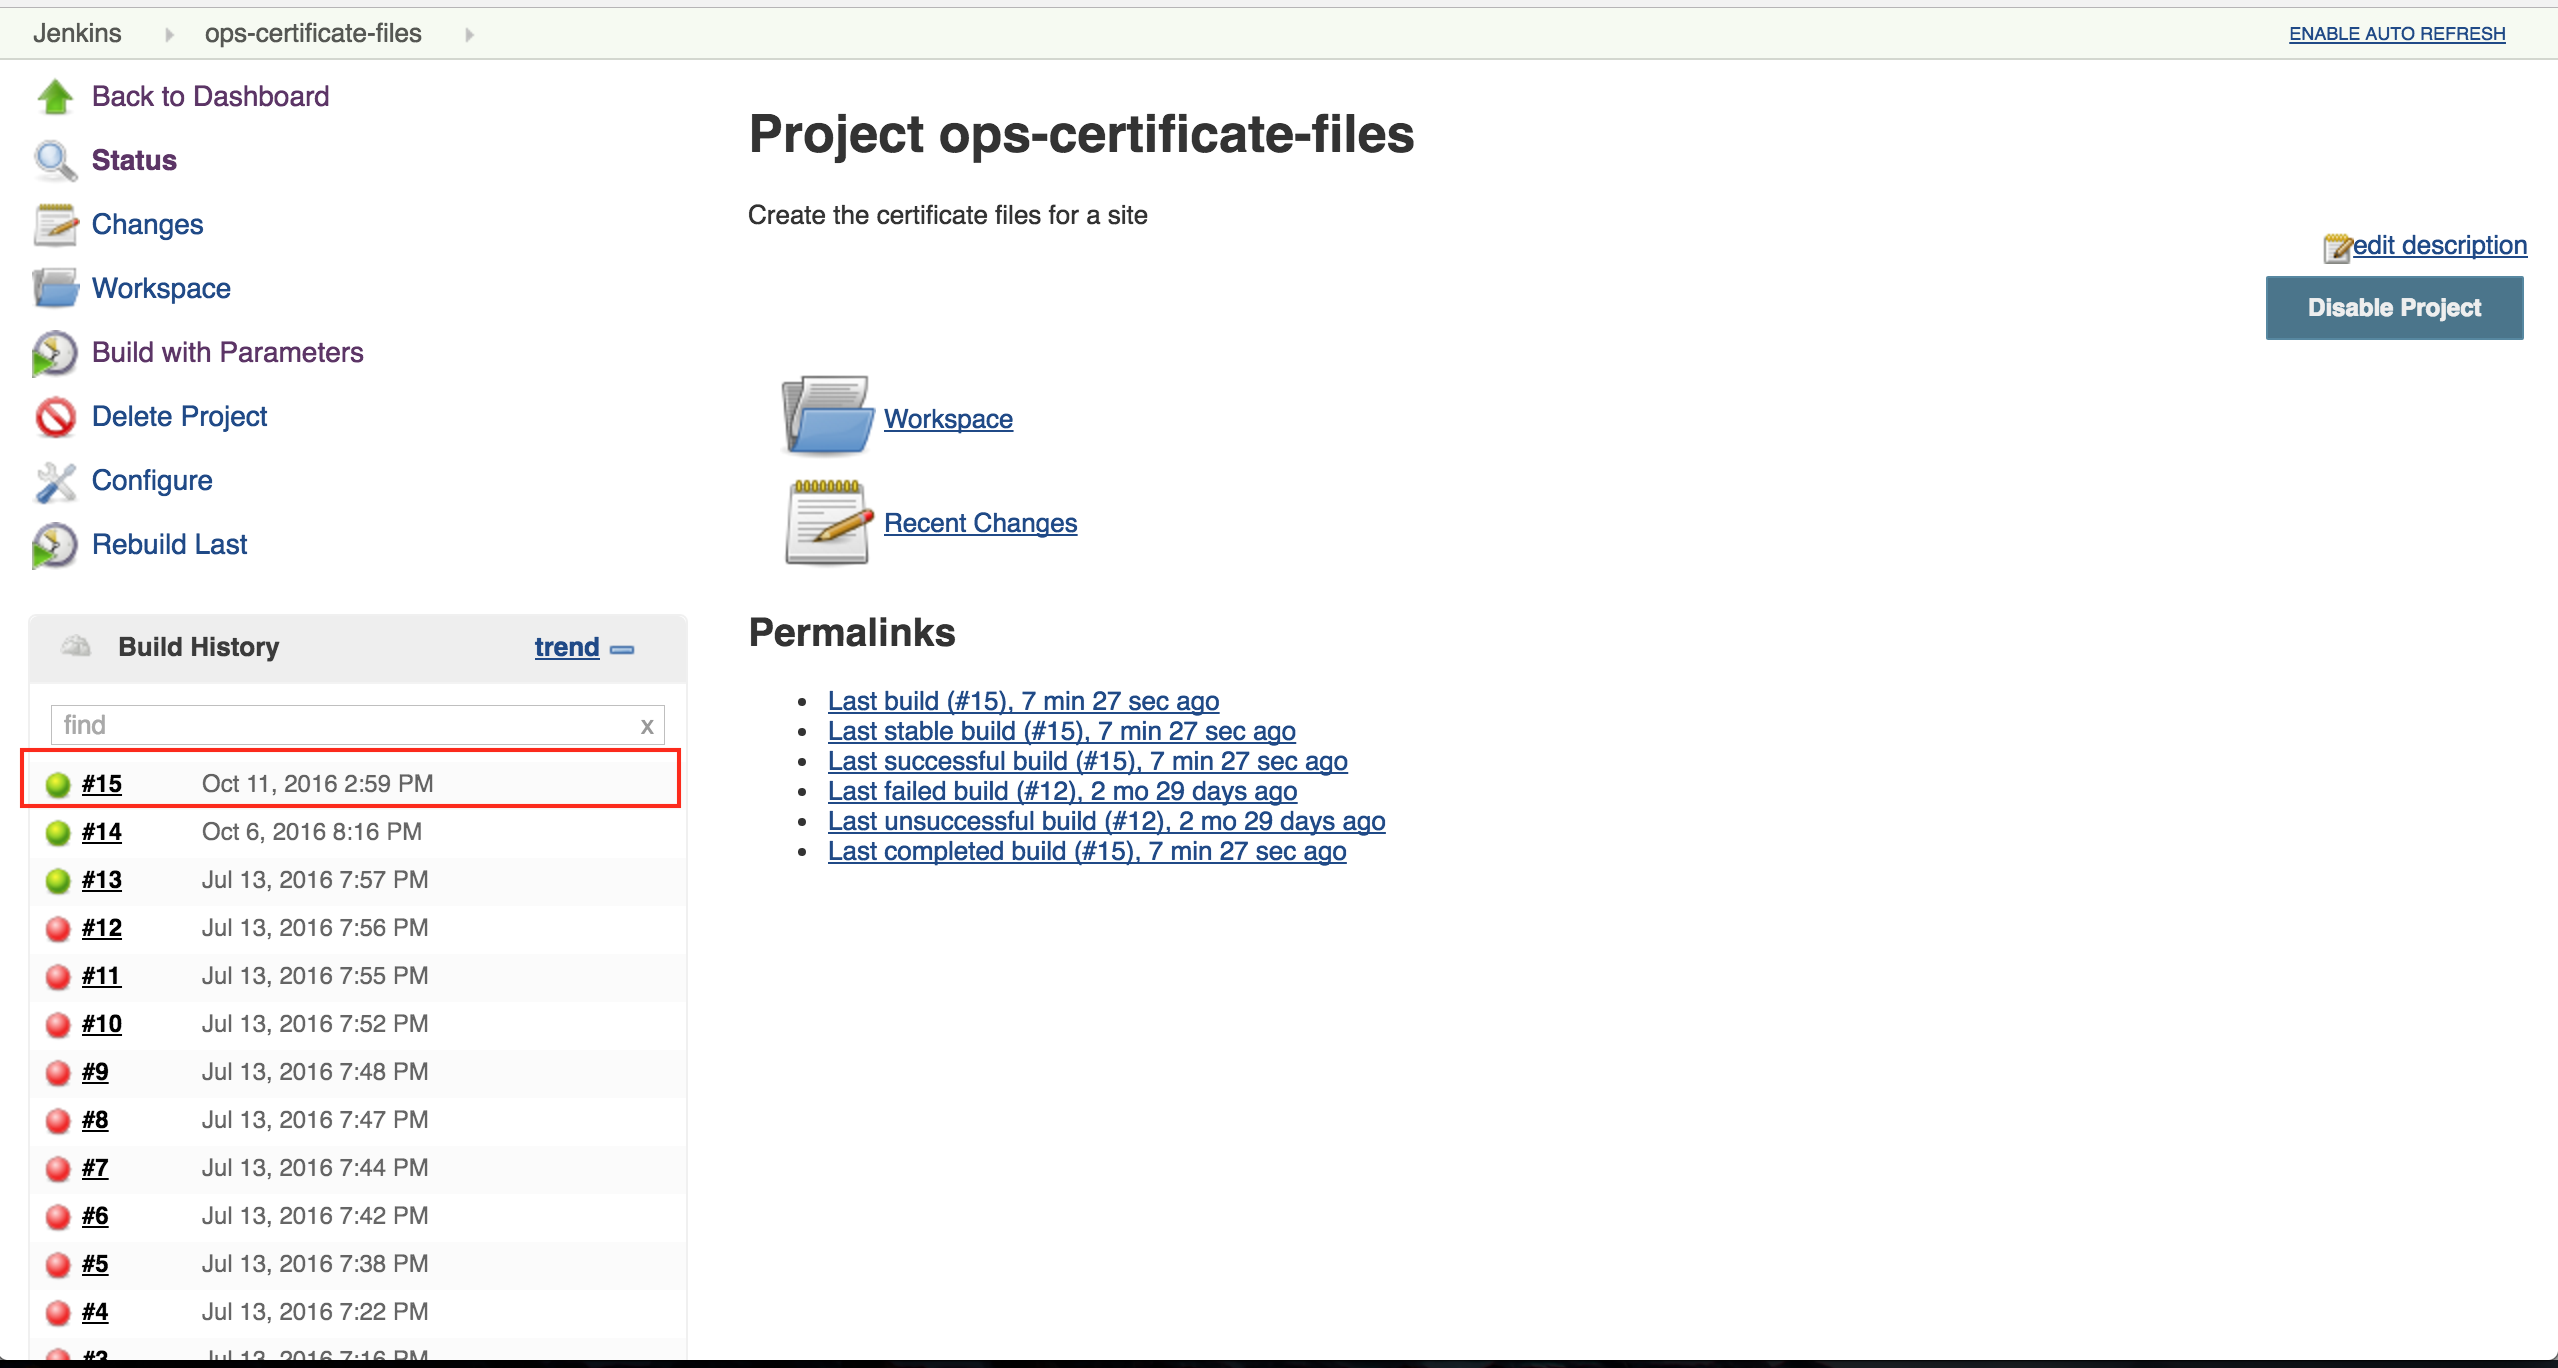 Jenkins ops-certificate-files ENABLE AUTO REFRESH
Back to Dashboard
Status
Changes
Workspace
Build with Parameters
Delete Project
Configure
Rebuild Last
Build History trend
find x
#15 Oct 11, 2016 2:59 PM
#14 Oct 6, 2016 8:16 PM
#13 Jul 13, 2016 7:57 PM
#12 Jul 13, 2016 7:56 PM
#11 Jul 13, 2016 7:55 PM
#10 Jul 13, 2016 7:52 PM
#9 Jul 13, 2016 7:48 PM
#8 Jul 13, 2016 7:47 PM
#7 Jul 13, 2016 7:44 PM
#6 Jul 13, 2016 7:42 PM
#5 Jul 13, 2016 7:38 PM
#4 Jul 13, 2016 7:22 PM
#3 Jul 13, 2016 7:16 PM
Project ops-certificate-files
Create the certificate files for a site
edit description
Disable Project
Workspace
Recent Changes
Permalinks
Last build (#15), 7 min 27 sec ago
Last stable build (#15), 7 min 27 sec ago
Last successful build (#15), 7 min 27 sec ago
Last failed build (#12), 2 mo 29 days ago
Last unsuccessful build (#12), 2 mo 29 days ago
Last completed build (#15), 7 min 27 sec ago